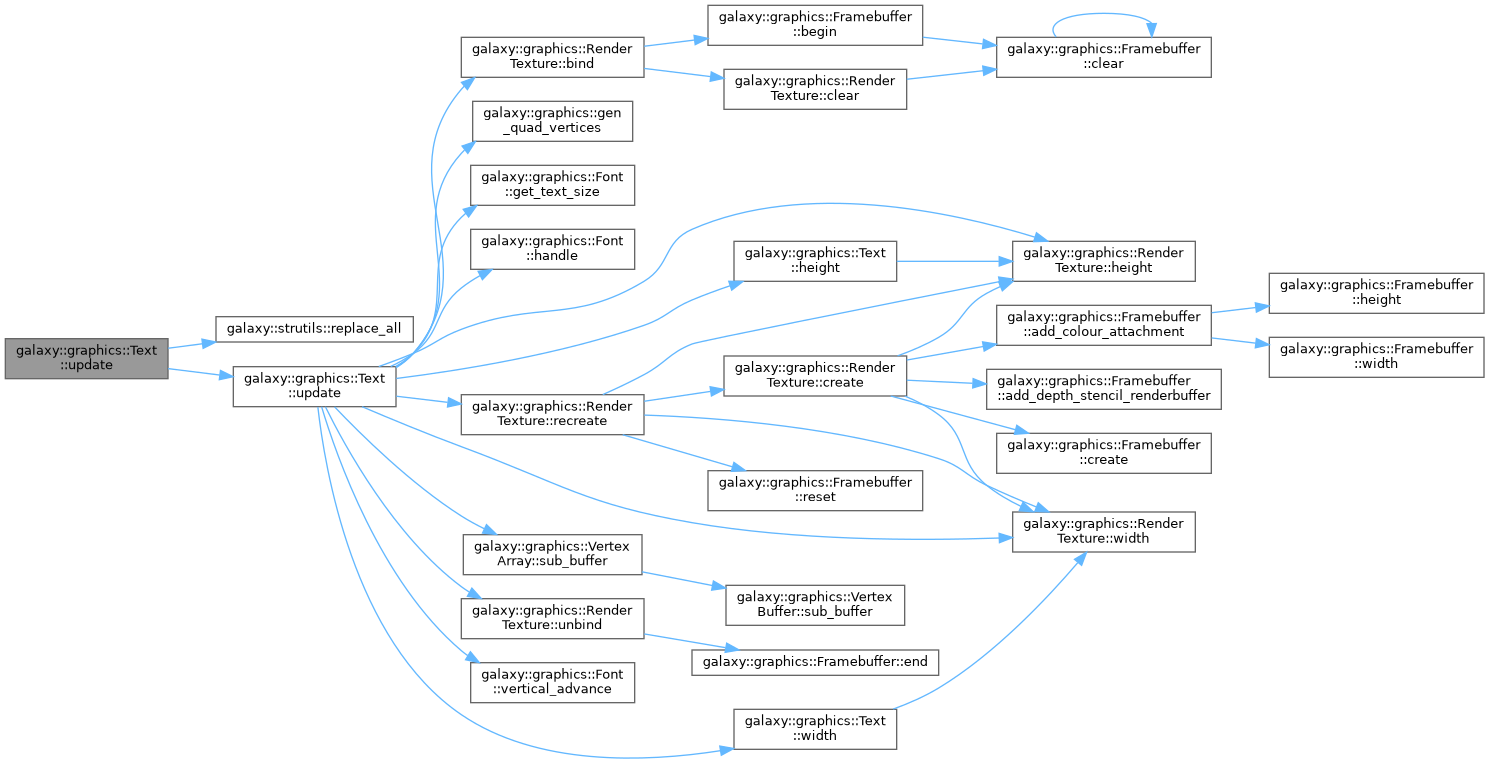 galaxy::graphics::Framebuffer
::begin
galaxy::graphics::Render
Texture::bind
galaxy::graphics::Framebuffer
::clear
galaxy::graphics::Render
Texture::clear
galaxy::graphics::gen
_quad_vertices
galaxy::graphics::Font
::get_text_size
galaxy::graphics::Font
::handle
galaxy::graphics::Text
::height
galaxy::graphics::Render
Texture::height
galaxy::graphics::Framebuffer
::height
galaxy::strutils::replace_all
galaxy::graphics::Framebuffer
::add_colour_attachment
galaxy::graphics::Text
::update
galaxy::graphics::Framebuffer
::width
galaxy::graphics::Text
::update
galaxy::graphics::Render
Texture::create
galaxy::graphics::Framebuffer
::add_depth_stencil_renderbuffer
galaxy::graphics::Render
Texture::recreate
galaxy::graphics::Framebuffer
::create
galaxy::graphics::Framebuffer
::reset
galaxy::graphics::Render
Texture::width
galaxy::graphics::Vertex
Array::sub_buffer
galaxy::graphics::Vertex
Buffer::sub_buffer
galaxy::graphics::Render
Texture::unbind
galaxy::graphics::Framebuffer::end
galaxy::graphics::Font
::vertical_advance
galaxy::graphics::Text
::width